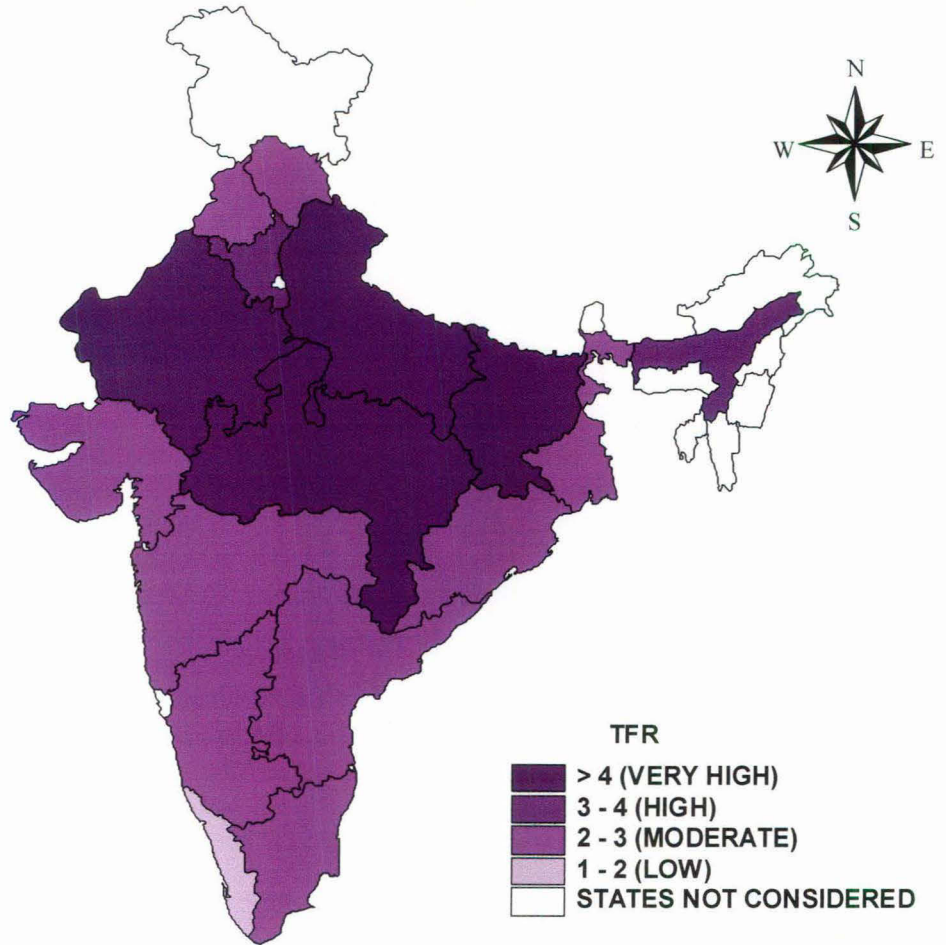 N
W E
S
TFR
> 4 (VERY HIGH)
3 - 4 (HIGH)
2 - 3 (MODERATE)
1 - 2 (LOW)
STATES NOT CONSIDERED